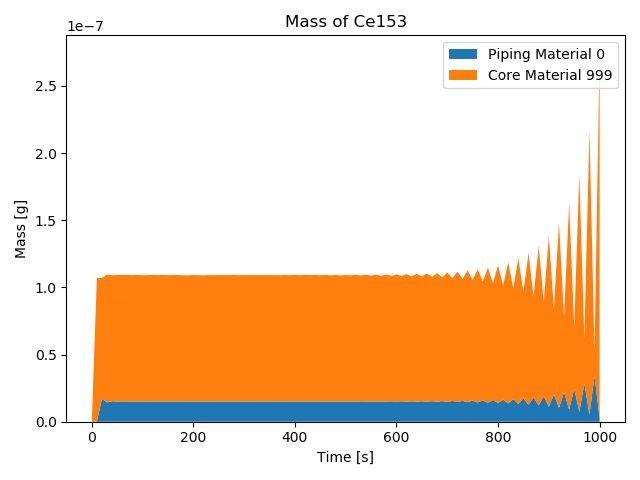 Mass of Ce153
1e−7
Piping Material 0
Core Material 999
2.5
2.0
1.5
1.0
0.5
0.0
Mass [g]
0 200 400 600 800 1000
Time [s]